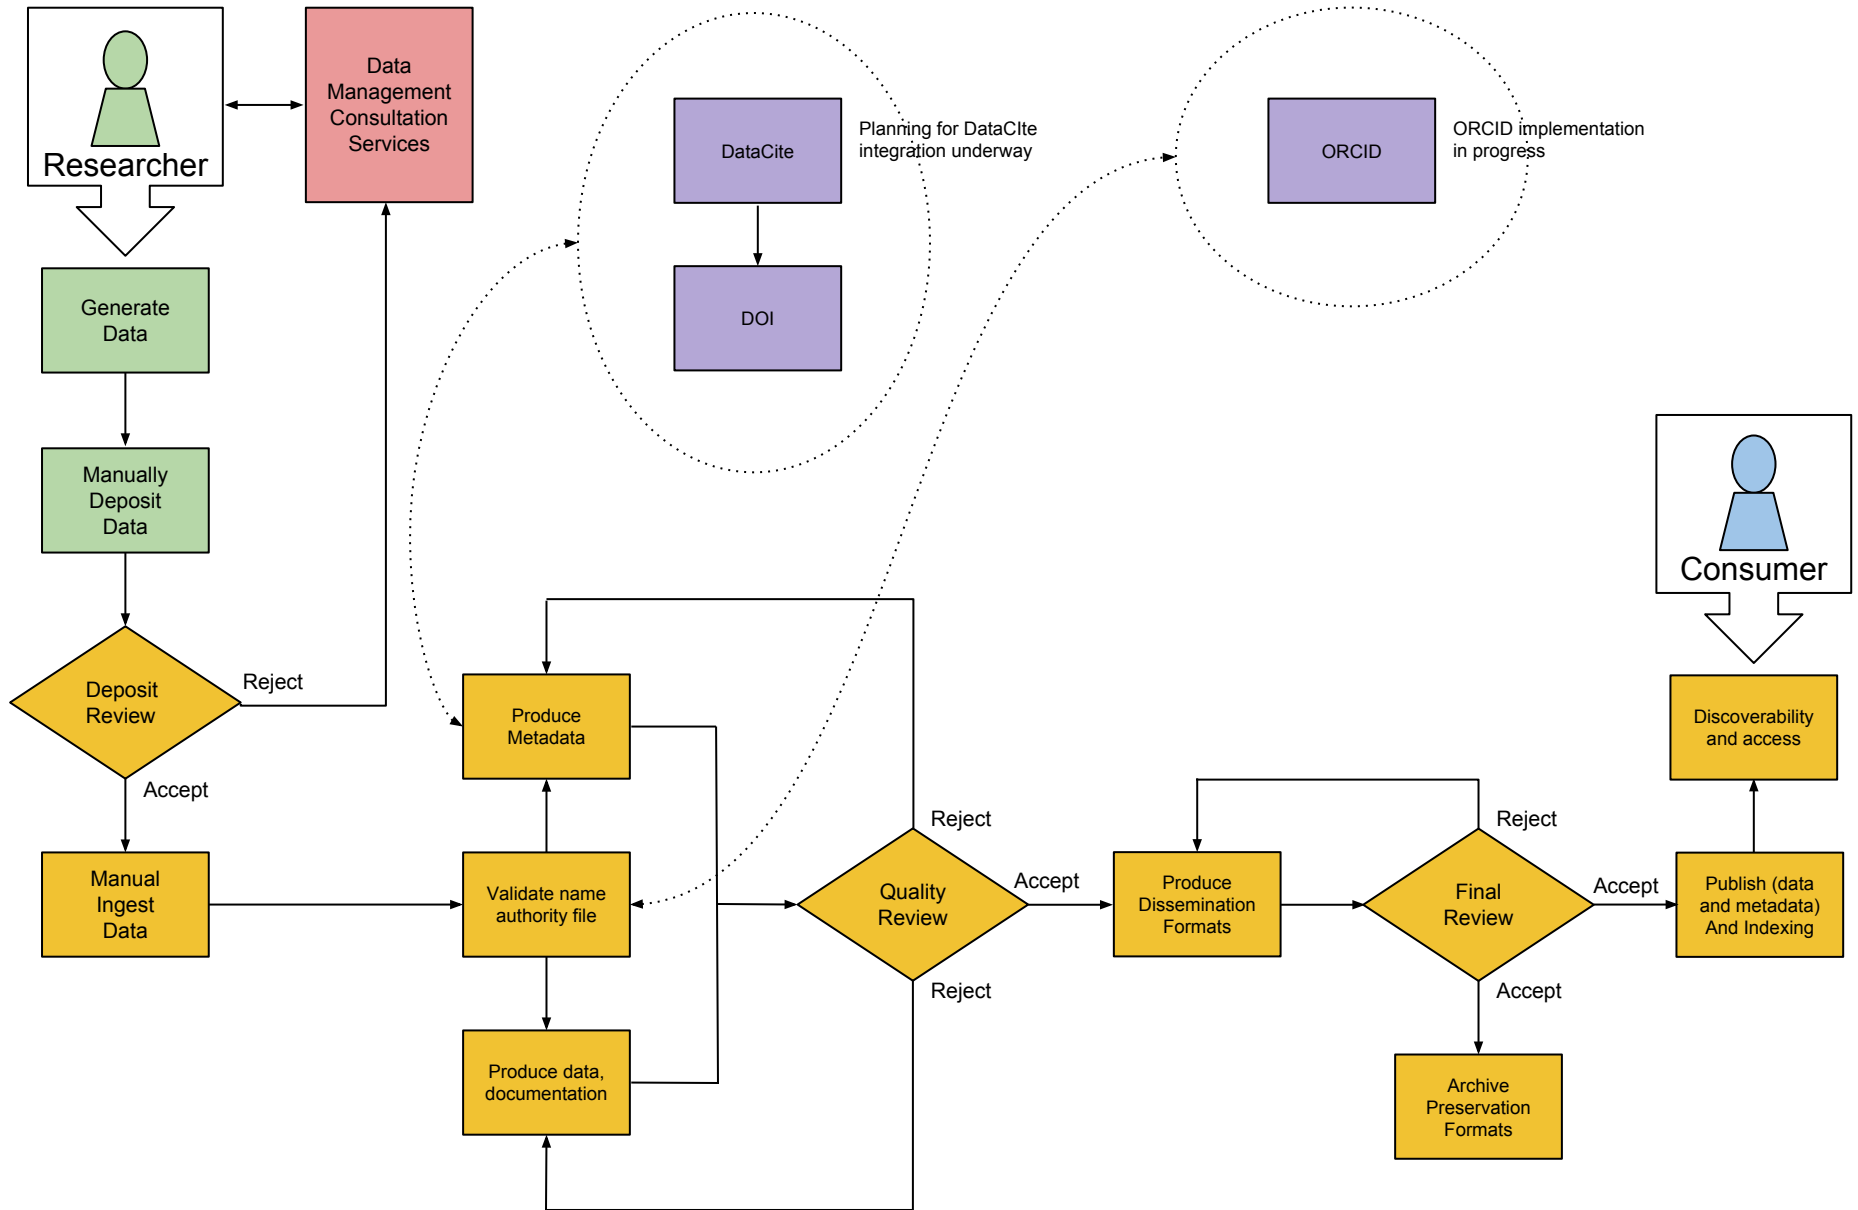 Researcher
Data
Management
Consultation
Services
DataCite
Planning for DataCIte
integration underway
ORCID
ORCID implementation
in progress
DOI
Generate
Data
Manually
Deposit
Data
Consumer
Deposit
Review
Reject
Accept
Produce
Metadata
Discoverability
and access
Manual
Ingest
Data
Validate name
authority file
Reject
Quality
Review
Accept
Reject
Produce
Dissemination
Formats
Reject
Final
Review
Accept
Accept
Publish (data
and metadata)
And Indexing
Produce data,
documentation
Archive
Preservation
Formats